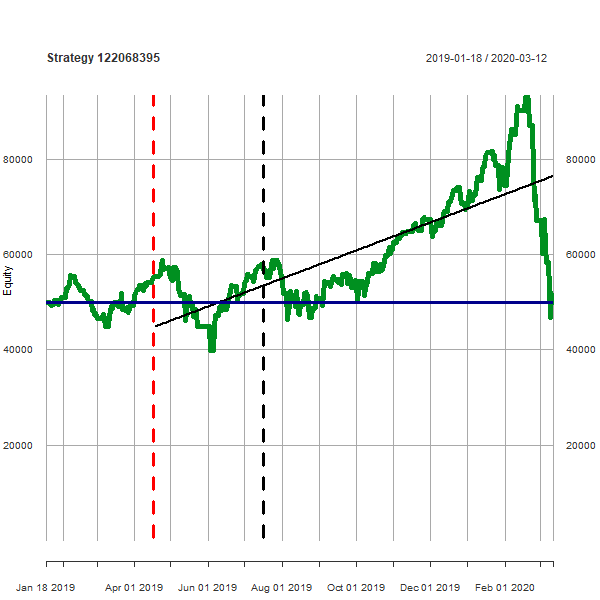 Strategy 122068395
2019-01-18 / 2020-03-12
80000
80000
60000
60000
Equity
40000
40000
20000
20000
Jan 18 2019
Apr 01 2019
Jun 01 2019
Aug 01 2019
Oct 01 2019
Dec 01 2019
Feb 01 2020